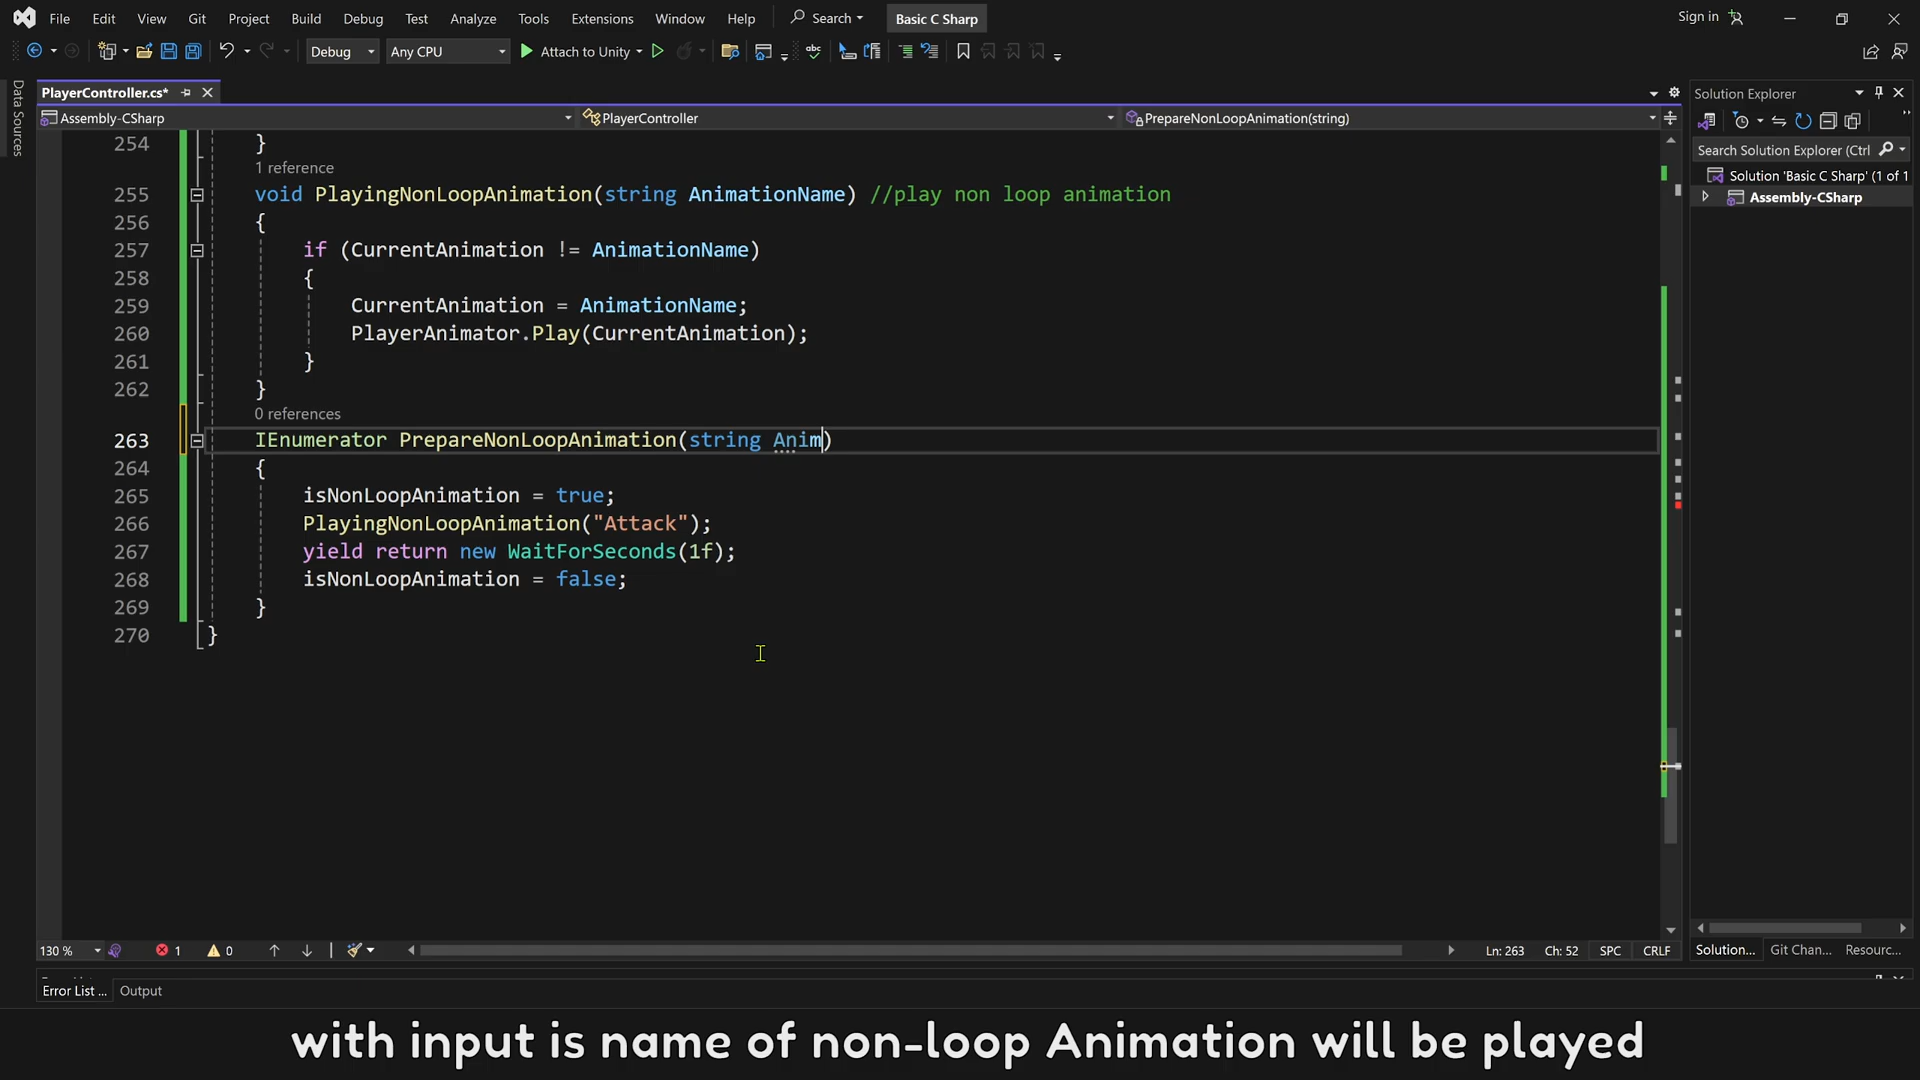 File Edit View Git Project Build Debug Test Analyze Tools Extensions Window Help Search Basic C Sharp Sign in
Debug Any CPU Attach to Unity
Data Sources
PlayerController.cs*
Solution Explorer
Assembly-CSharp PlayerController PrepareNonLoopAnimation(string)
Search Solution Explorer (Ctrl
Solution 'Basic C Sharp' (1 of 1
Assembly-CSharp
254 }
1 reference
255 void PlayingNonLoopAnimation(string AnimationName) //play non loop animation
256 {
257 if (CurrentAnimation != AnimationName)
258 {
259 CurrentAnimation = AnimationName;
260 PlayerAnimator.Play(CurrentAnimation);
261 }
262 }
0 references
263 IEnumerator PrepareNonLoopAnimation(string Anim)
264 {
265 isNonLoopAnimation = true;
266 PlayingNonLoopAnimation("Attack");
267 yield return new WaitForSeconds(1f);
268 isNonLoopAnimation = false;
269 }
270 }
130 % 1 0 Ln: 263 Ch: 52 SPC CRLF
Solution... Git Chan... Resourc...
Error List ... Output
with input is name of non-loop Animation will be played